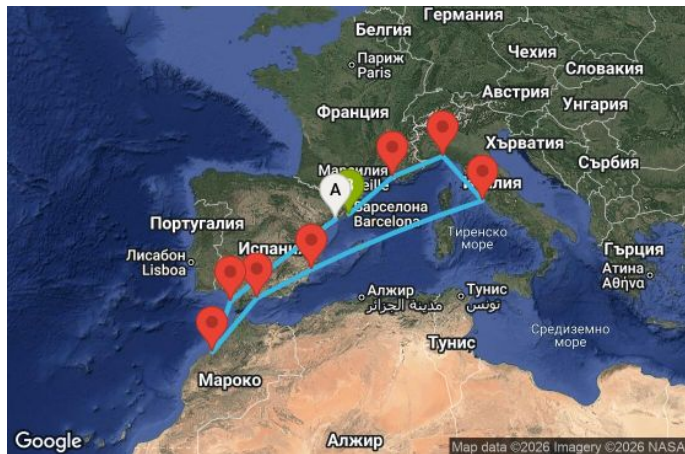 Германия
Белгия
Париж
Paris
Чехия
Словакия
Австрия
Унгария
Франция
Хърватия
Сърбия
Марсилия
eille
A
Италия
Барселона
Barcelona
Португалия
Тиренско
море
Испания
Лисабон
Lisboa
Гърция
Атина
Αθήνα
Алжир
مدينة الجزائر
Тунис
تونس
Средиземно
море
Тунис
Мароко
Алжир
Google
Map data ©2026 Imagery ©2026 NASA